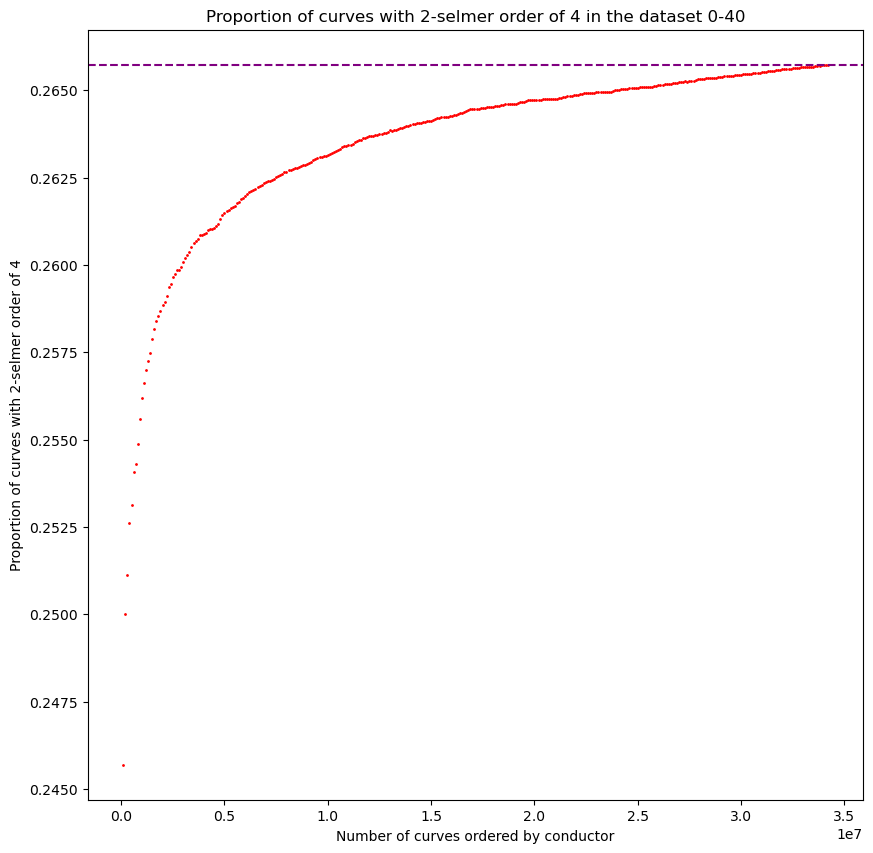 Proportion of curves with 2-selmer order of 4 in the dataset 0-40
Proportion of curves with 2-selmer order of 4
0.2650
0.2625
0.2600
0.2575
0.2550
0.2525
0.2500
0.2475
0.2450
0.0 0.5 1.0 1.5 2.0 2.5 3.0 3.5
1e7
Number of curves ordered by conductor